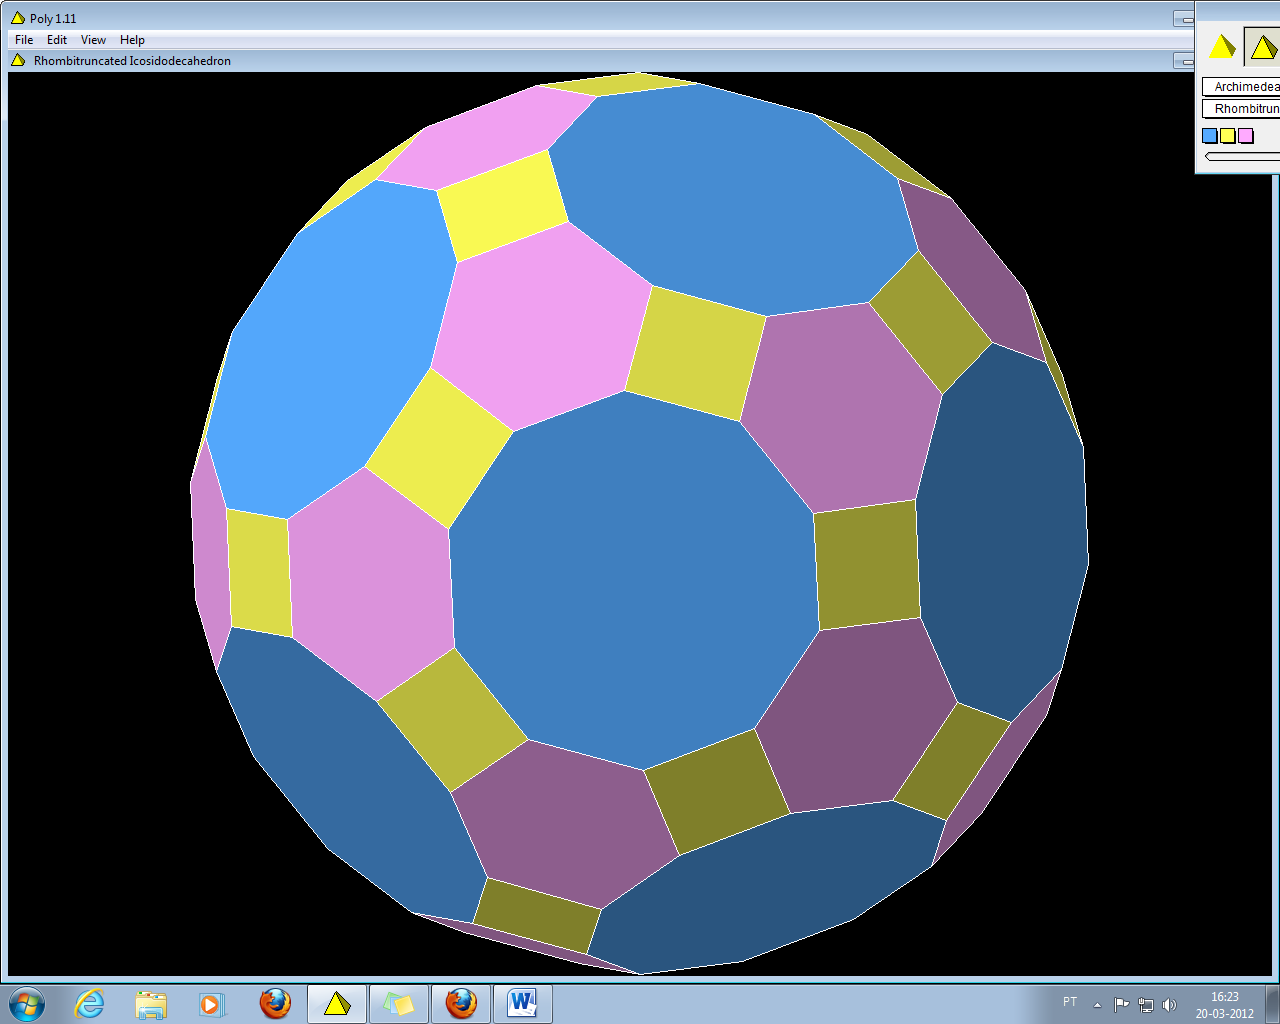 Poly 1.11
File Edit View Help
Rhombitruncated Icosidodecahedron
Archimedea
Rhombitrun
PT
16:23
20-03-2012